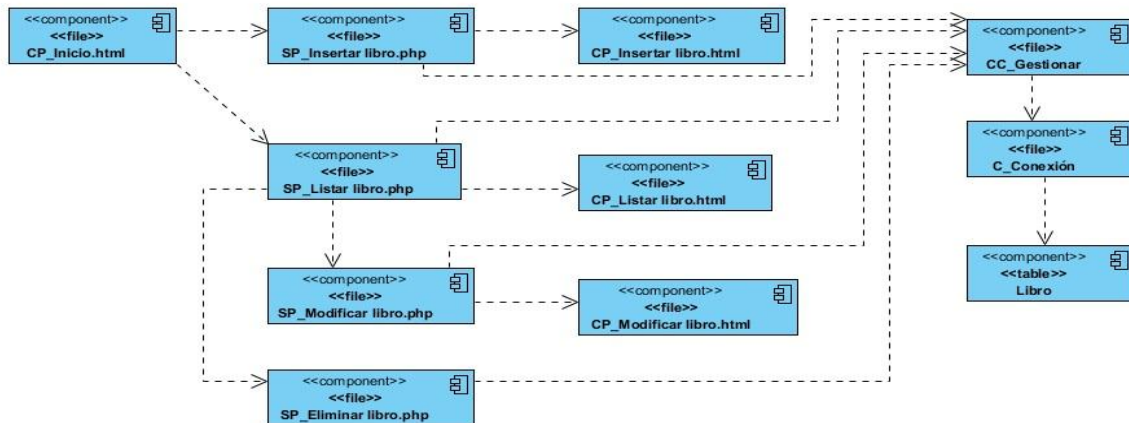 <<component>>
<<file>>
CP_Inicio.html
<<component>>
<<file>>
SP_Insertar libro.php
<<component>>
<<file>>
CP_Insertar libro.html
<<component>>
<<file>>
CC_Gestionar
<<component>>
<<file>>
C_Conexión
<<component>>
<<file>>
SP_Listar libro.php
<<component>>
<<file>>
CP_Listar libro.html
<<component>>
<<table>>
Libro
<<component>>
<<file>>
SP_Modificar libro.php
<<component>>
<<file>>
CP_Modificar libro.html
<<component>>
<<file>>
SP_Eliminar libro.php